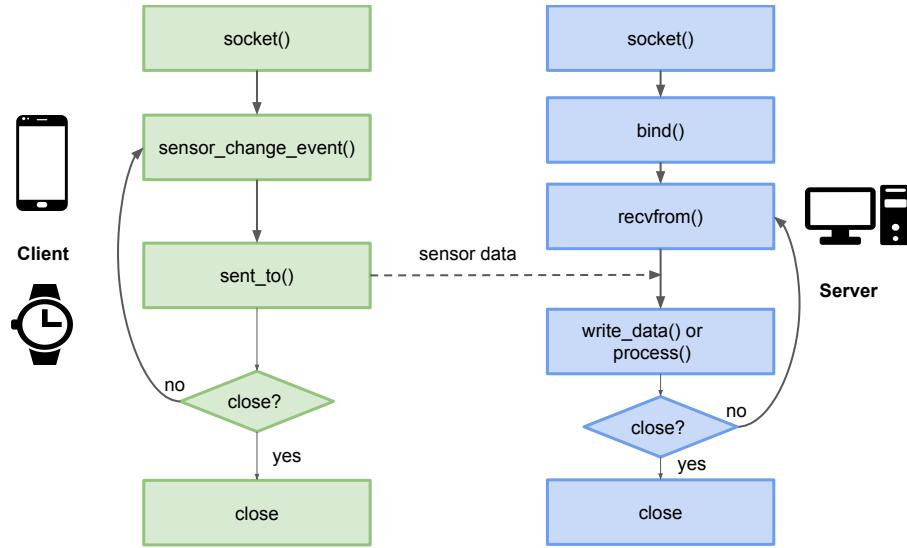 socket()
sensor_change_event()
sent_to()
close?
no
yes
close
Client
sensor data
socket()
bind()
recvfrom()
write_data() or
process()
close?
no
yes
close
Server